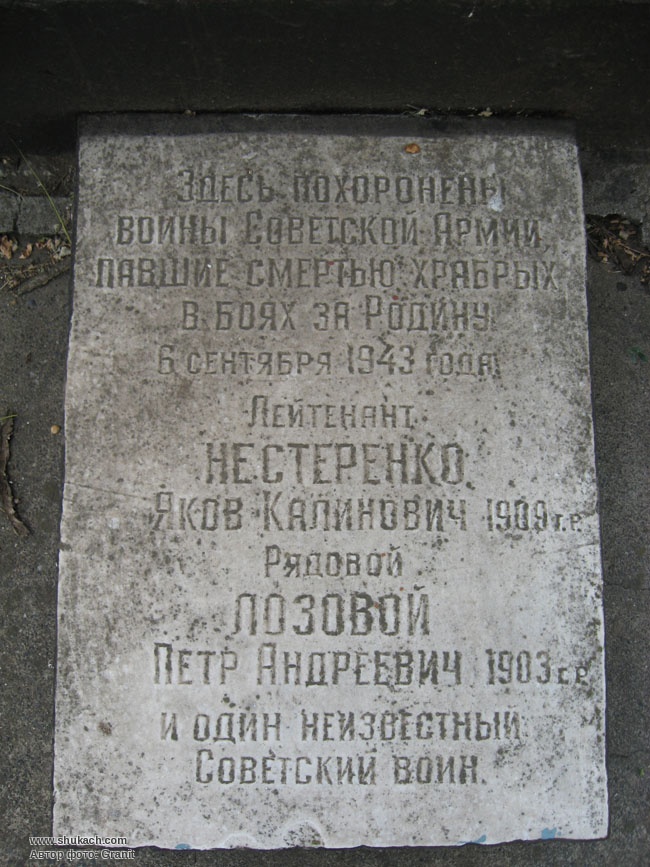 Здесь похоронены
воины Советской Армии,
павшие смертью храбрых
в боях за Родину
6 сентября 1943 года.
Лейтенант
НЕСТЕРЕНКО
Яков Калинович 1909 г.р.
Рядовой
ЛОЗОВОЙ
Петр Андреевич 1903 г.р.
и один неизвестный
Советский воин.
www.shukach.com
Автор фото: Granit